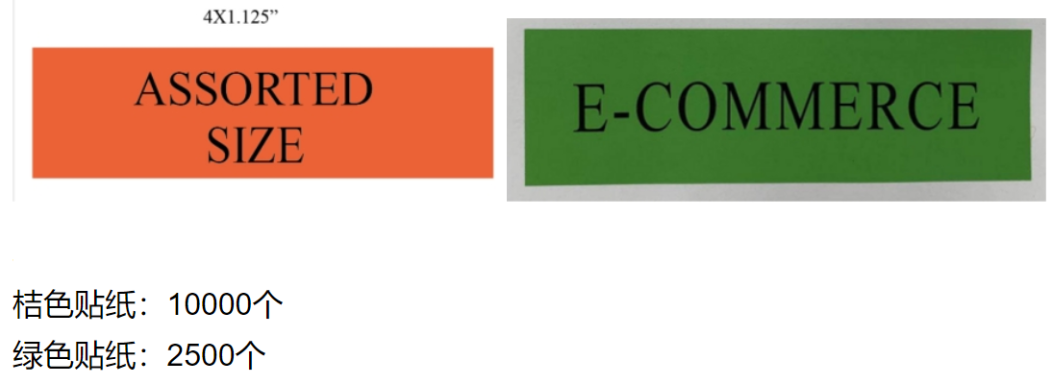 4X1.125”
ASSORTED
SIZE
E-COMMERCE
桔色贴纸：10000个
绿色贴纸：2500个